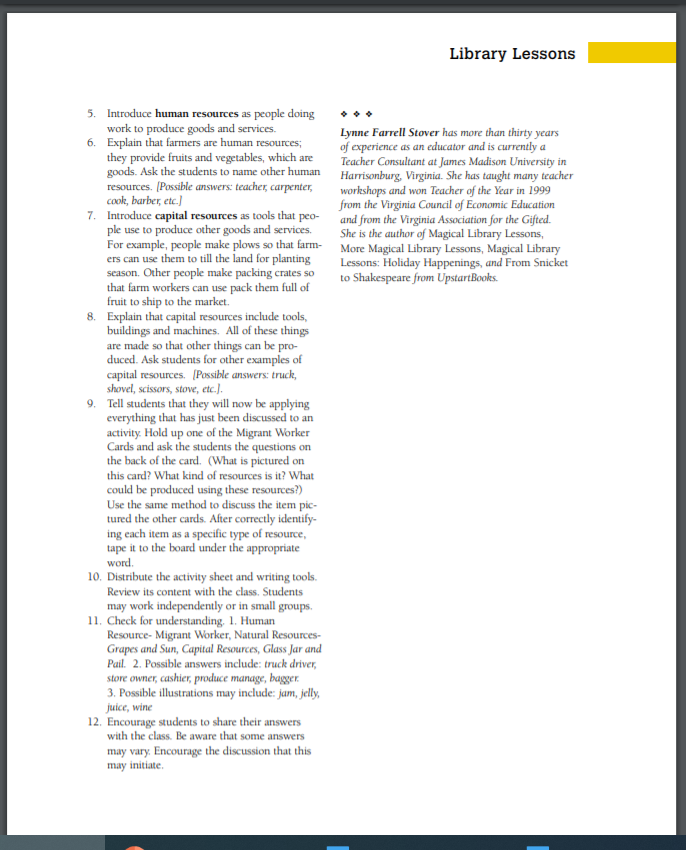 Library Lessons
5. Introduce human resources as people doing
work to produce goods and services.
6. Explain that farmers are human resources;
they provide fruits and vegetables, which are
goods. Ask the students to name other human
resources. [Possible answers: teacher, carpenter,
cook, barber, etc.]
7. Introduce capital resources as tools that peo-
ple use to produce other goods and services.
For example, people make plows so that farm-
ers can use them to till the land for planting
season. Other people make packing crates so
that farm workers can use pack them full of
fruit to ship to the market.
8. Explain that capital resources include tools,
buildings and machines.  All of these things
are made so that other things can be pro-
duced. Ask students for other examples of
capital resources.  [Possible answers: truck,
shovel, scissors, stove, etc.].
9. Tell students that they will now be applying
everything that has just been discussed to an
activity. Hold up one of the Migrant Worker
Cards and ask the students the questions on
the back of the card.  (What is pictured on
this card? What kind of resources is it? What
could be produced using these resources?)
Use the same method to discuss the item pic-
tured the other cards. After correctly identify-
ing each item as a specific type of resource,
tape it to the board under the appropriate
word.
10. Distribute the activity sheet and writing tools.
Review its content with the class. Students
may work independently or in small groups.
11. Check for understanding. 1. Human
Resource- Migrant Worker, Natural Resources-
Grapes and Sun, Capital Resources, Glass Jar and
Pail.  2. Possible answers include: truck driver,
store owner, cashier, produce manage, bagger.
3. Possible illustrations may include: jam, jelly,
juice, wine
12. Encourage students to share their answers
with the class. Be aware that some answers
may vary. Encourage the discussion that this
may initiate.
❖ ❖ ❖
Lynne Farrell Stover has more than thirty years
of experience as an educator and is currently a
Teacher Consultant at James Madison University in
Harrisonburg, Virginia. She has taught many teacher
workshops and won Teacher of the Year in 1999
from the Virginia Council of Economic Education
and from the Virginia Association for the Gifted.
She is the author of Magical Library Lessons,
More Magical Library Lessons, Magical Library
Lessons: Holiday Happenings, and From Snicket
to Shakespeare from UpstartBooks.